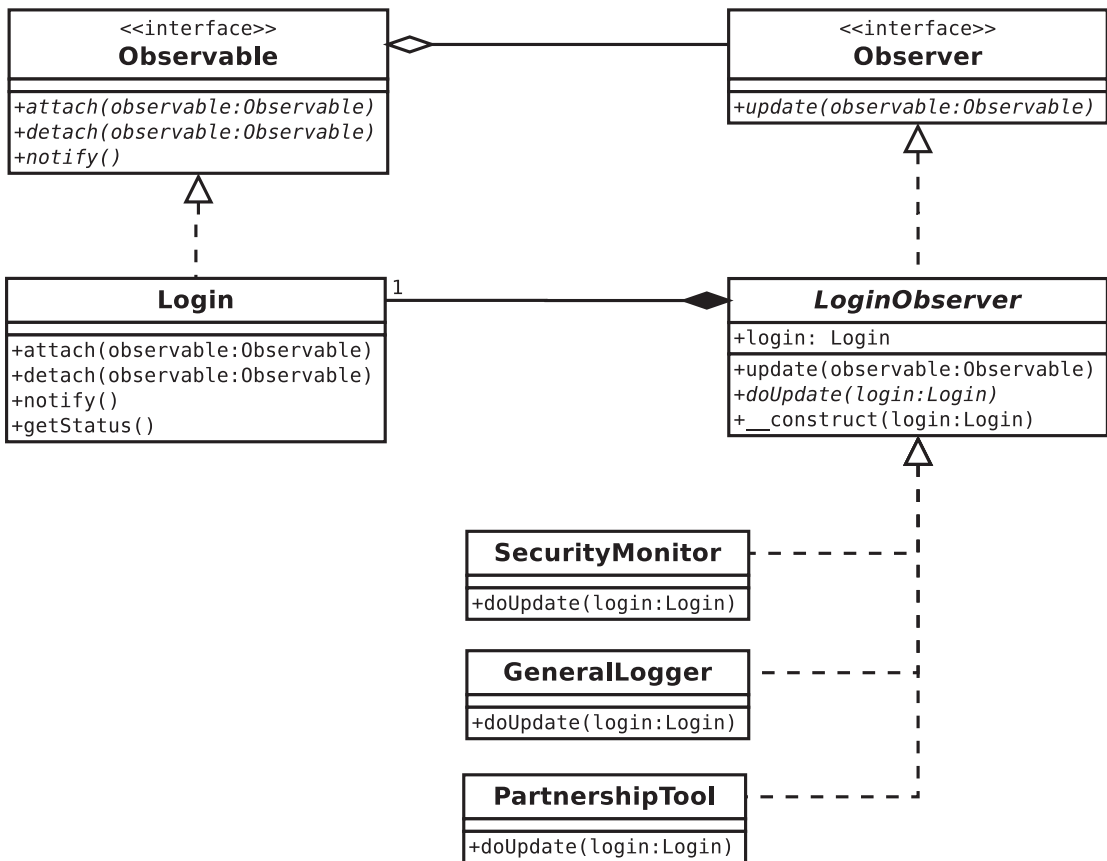 <<interface>>
Observable
+attach(observable:Observable)
+detach(observable:Observable)
+notify()
<<interface>>
Observer
+update(observable:Observable)
Login
+attach(observable:Observable)
+detach(observable:Observable)
+notify()
+getStatus()
1
LoginObserver
+login: Login
+update(observable:Observable)
+doUpdate(login:Login)
+__construct(login:Login)
SecurityMonitor
+doUpdate(login:Login)
GeneralLogger
+doUpdate(login:Login)
PartnershipTool
+doUpdate(login:Login)